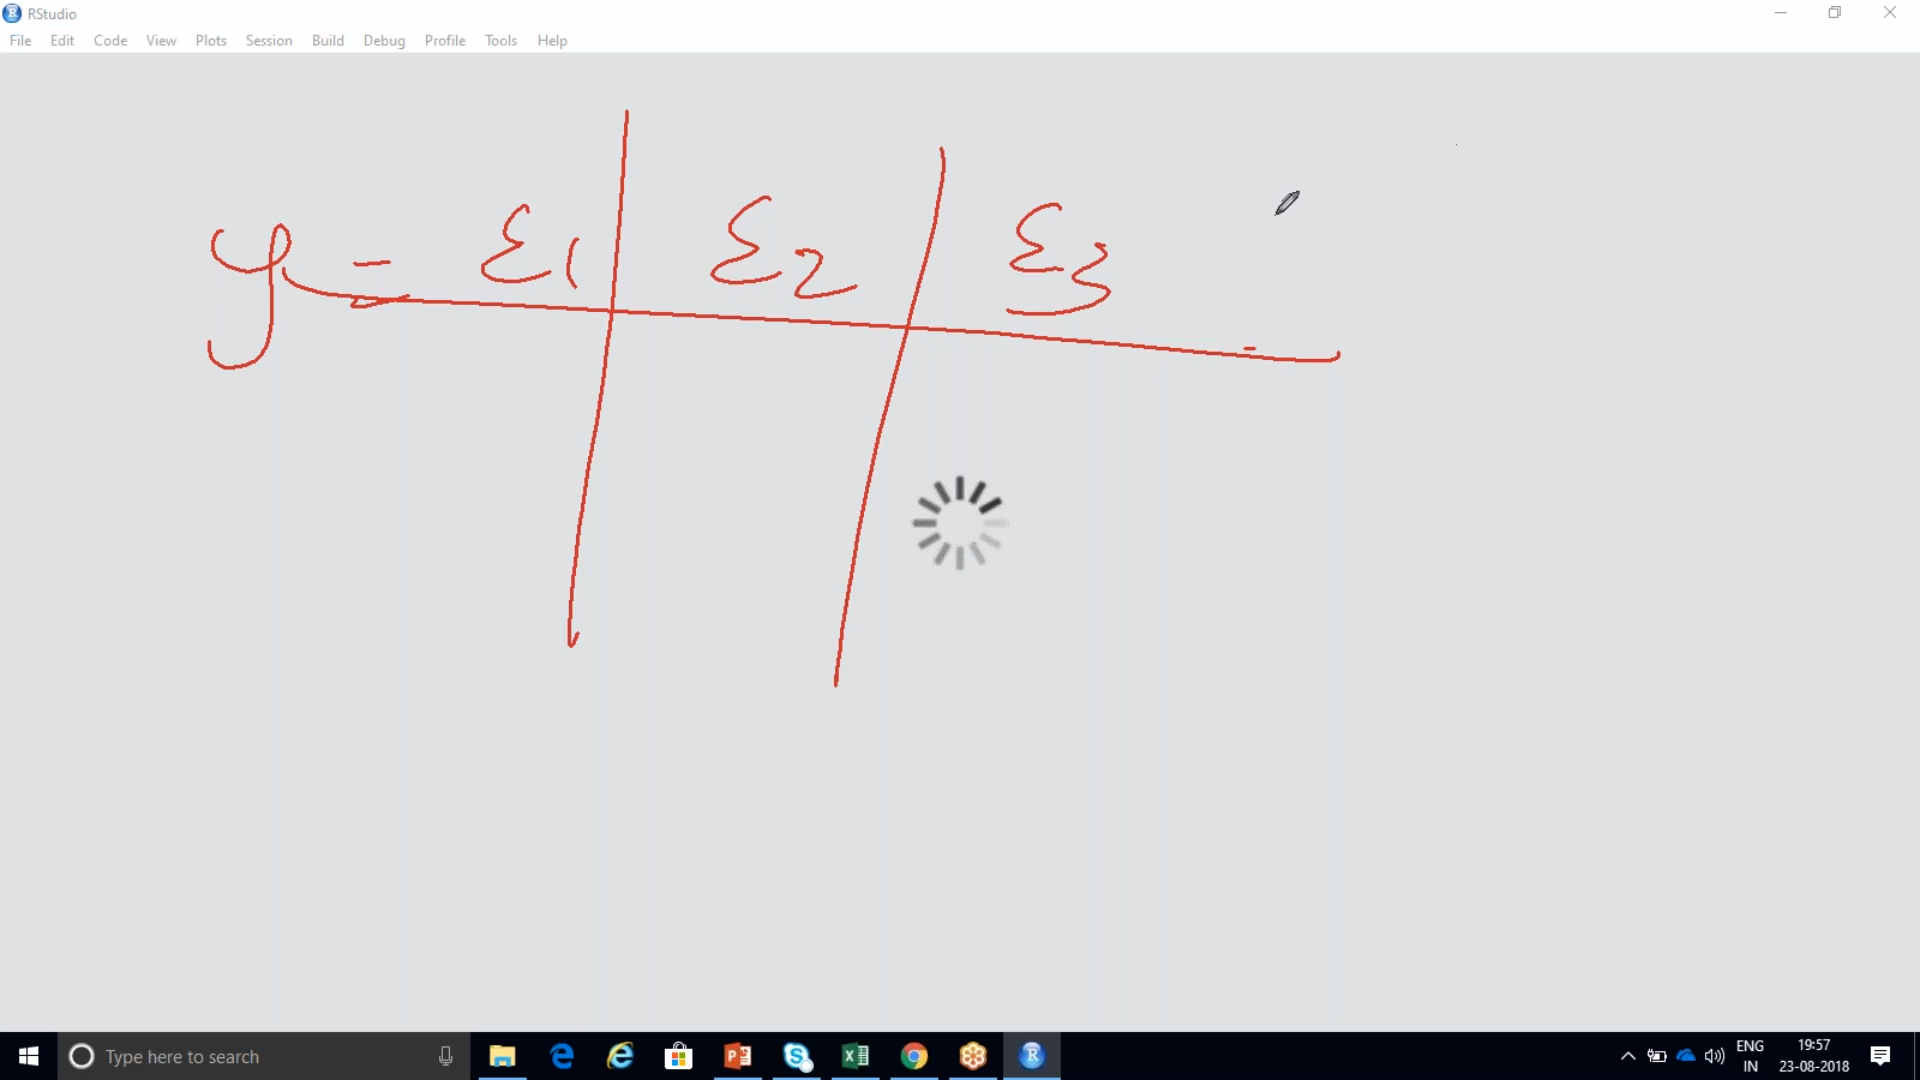 RStudio
File Edit Code View Plots Session Build Debug Profile Tools Help
y = ε1 ε2 ε3
Type here to search
ENG 19:57
IN 23-08-2018